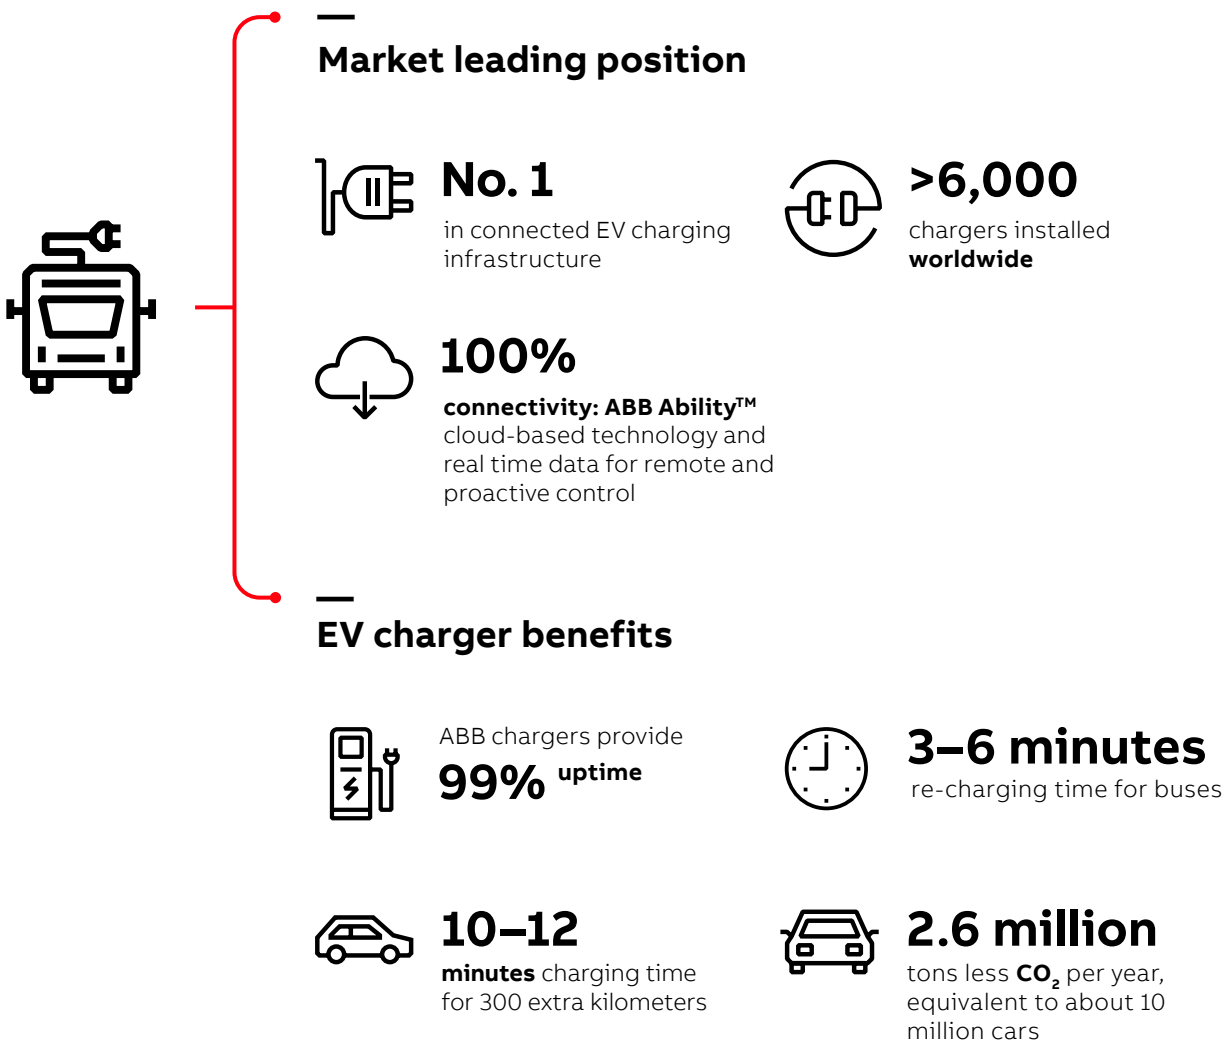 Market leading position
No. 1
in connected EV charging
infrastructure
>6,000
chargers installed
worldwide
100%
connectivity: ABB Ability™
cloud-based technology and
real time data for remote and
proactive control
EV charger benefits
ABB chargers provide
99% uptime
3–6 minutes
re-charging time for buses
10–12
minutes charging time
for 300 extra kilometers
2.6 million
tons less CO₂ per year,
equivalent to about 10
million cars